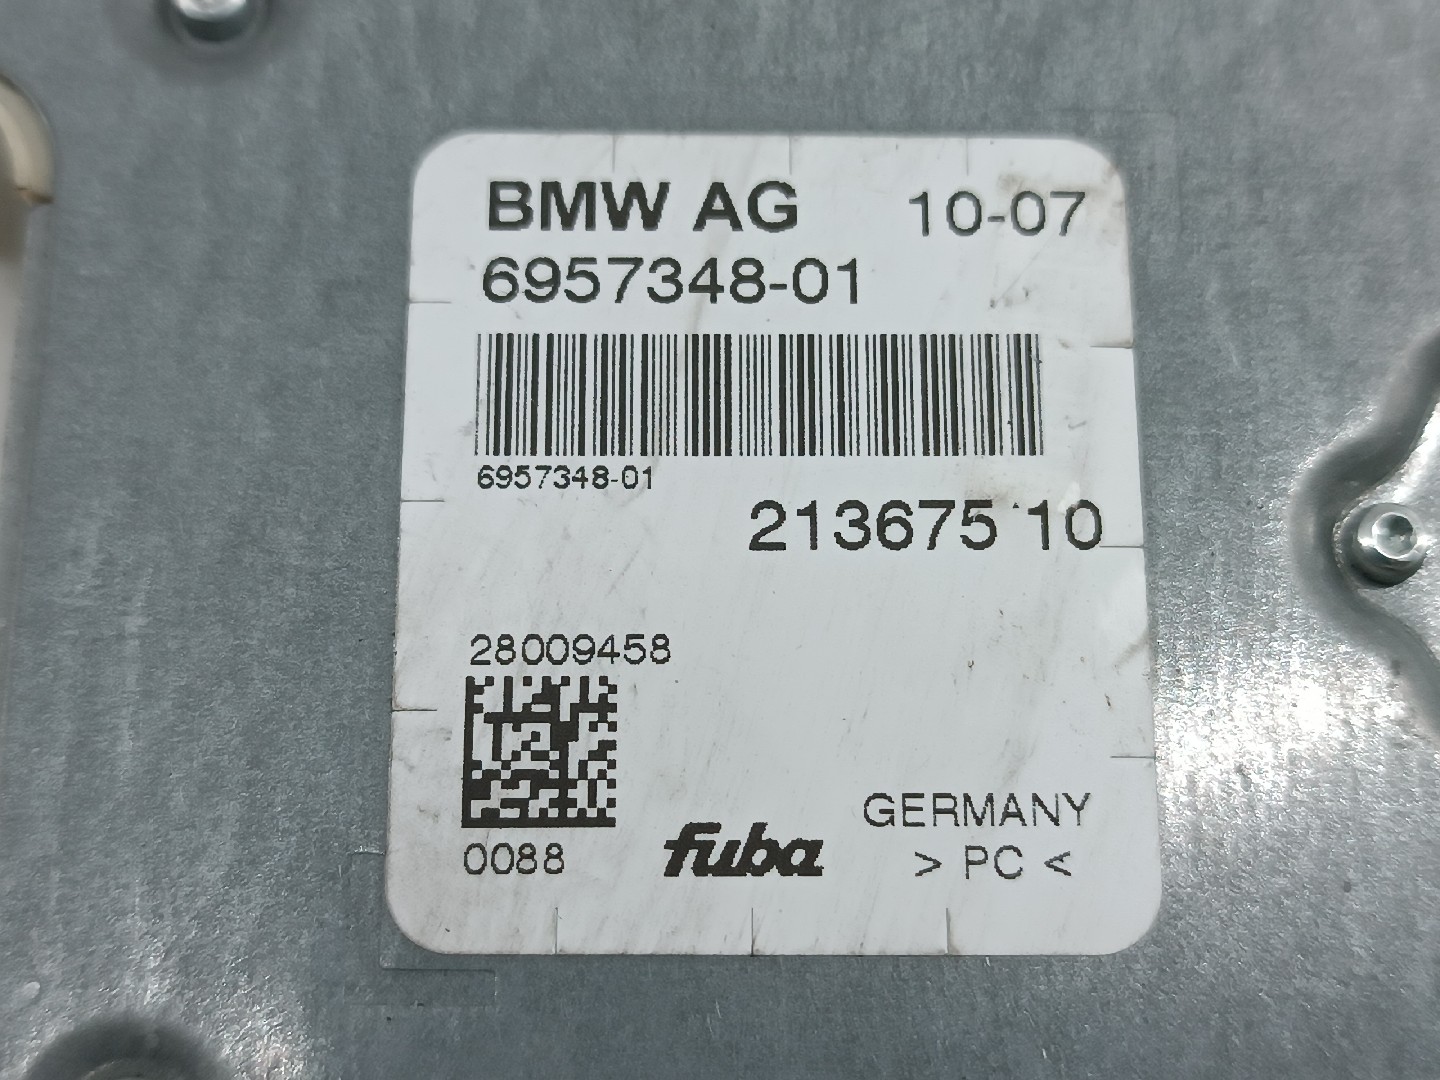 BMW AG 10-07
6957348-01
6957348-01
213675 10
28009458
0088
fuba
GERMANY
> PC <